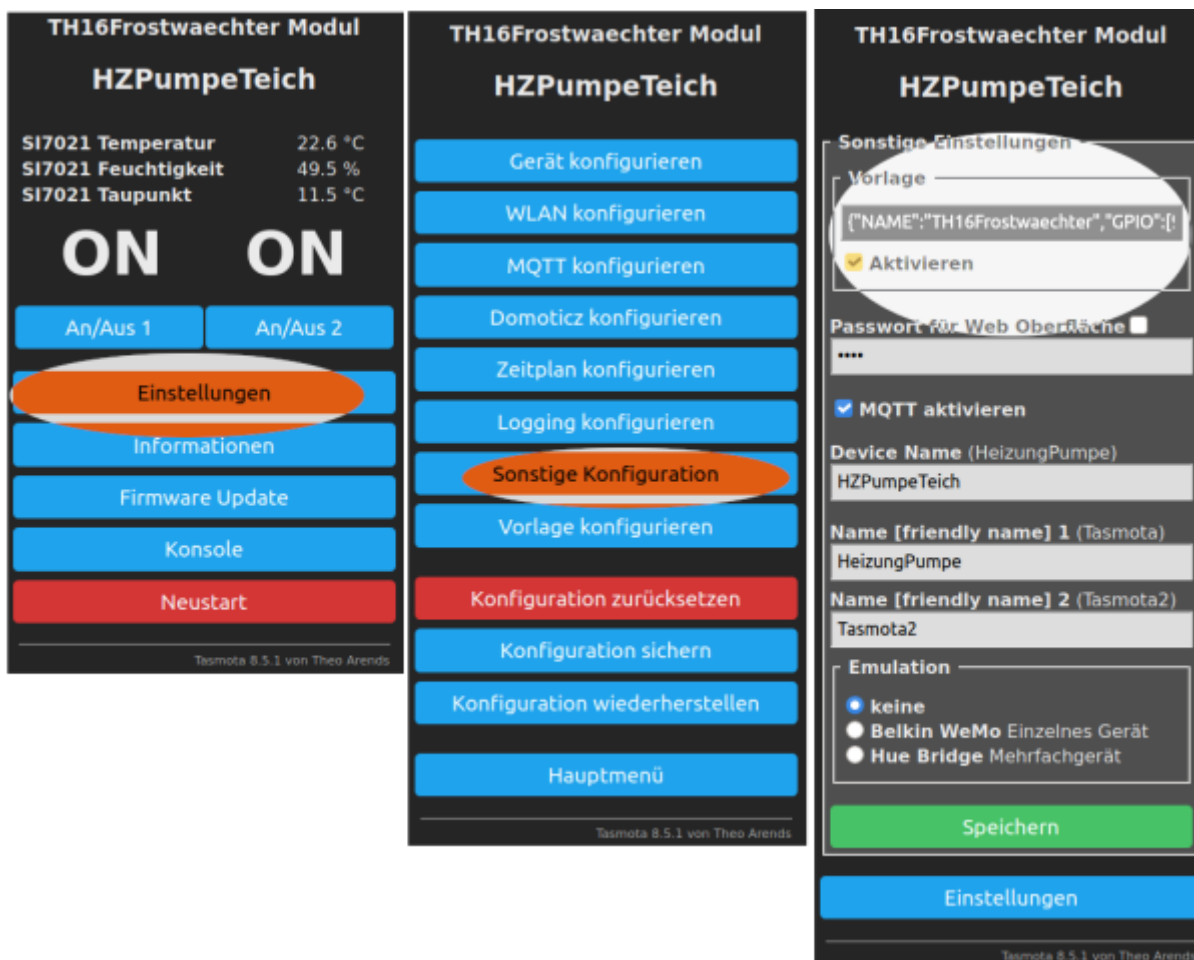 TH16Frostwaechter Modul
HZPumpeTeich
SI7021 Temperatur 22.6 °C
SI7021 Feuchtigkeit 49.5 %
SI7021 Taupunkt 11.5 °C
ON ON
An/Aus 1 An/Aus 2
Einstellungen
Informationen
Firmware Update
Konsole
Neustart
Tasmota 8.5.1 von Theo Arends
TH16Frostwaechter Modul
HZPumpeTeich
Gerät konfigurieren
WLAN konfigurieren
MQTT konfigurieren
Domoticz konfigurieren
Zeitplan konfigurieren
Logging konfigurieren
Sonstige Konfiguration
Vorlage konfigurieren
Konfiguration zurücksetzen
Konfiguration sichern
Konfiguration wiederherstellen
Hauptmenü
Tasmota 8.5.1 von Theo Arends
TH16Frostwaechter Modul
HZPumpeTeich
Sonstige Einstellungen
Vorlage
{"NAME":"TH16Frostwaechter","GPIO":[
Aktivieren
Passwort für Web Oberfläche
••••
MQTT aktivieren
Device Name (HeizungPumpe)
HZPumpeTeich
Name [friendly name] 1 (Tasmota)
HeizungPumpe
Name [friendly name] 2 (Tasmota2)
Tasmota2
Emulation
keine
Belkin WeMo Einzelnes Gerät
Hue Bridge Mehrfachgerät
Speichern
Einstellungen
Tasmota 8.5.1 von Theo Arends